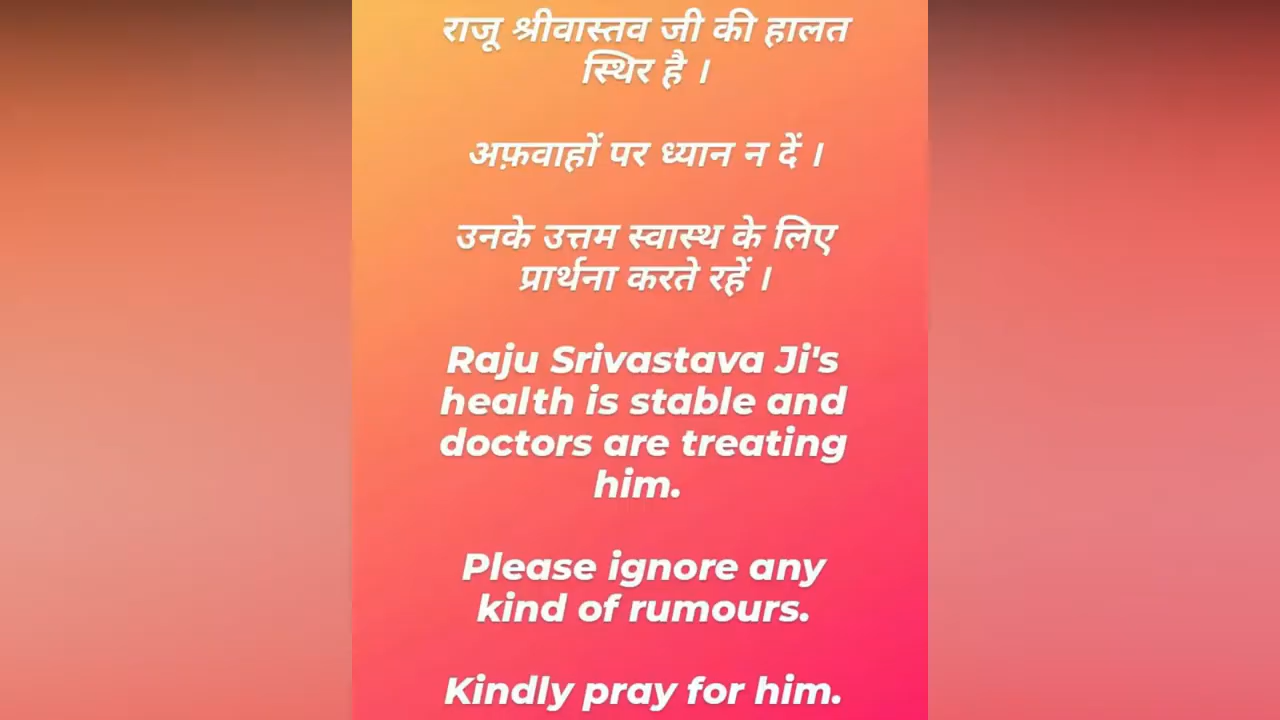 राजू श्रीवास्तव जी की हालत
स्थिर है ।
अफ़वाहों पर ध्यान न दें ।
उनके उत्तम स्वास्थ के लिए
प्रार्थना करते रहें ।
Raju Srivastava Ji's
health is stable and
doctors are treating
him.
Please ignore any
kind of rumours.
Kindly pray for him.